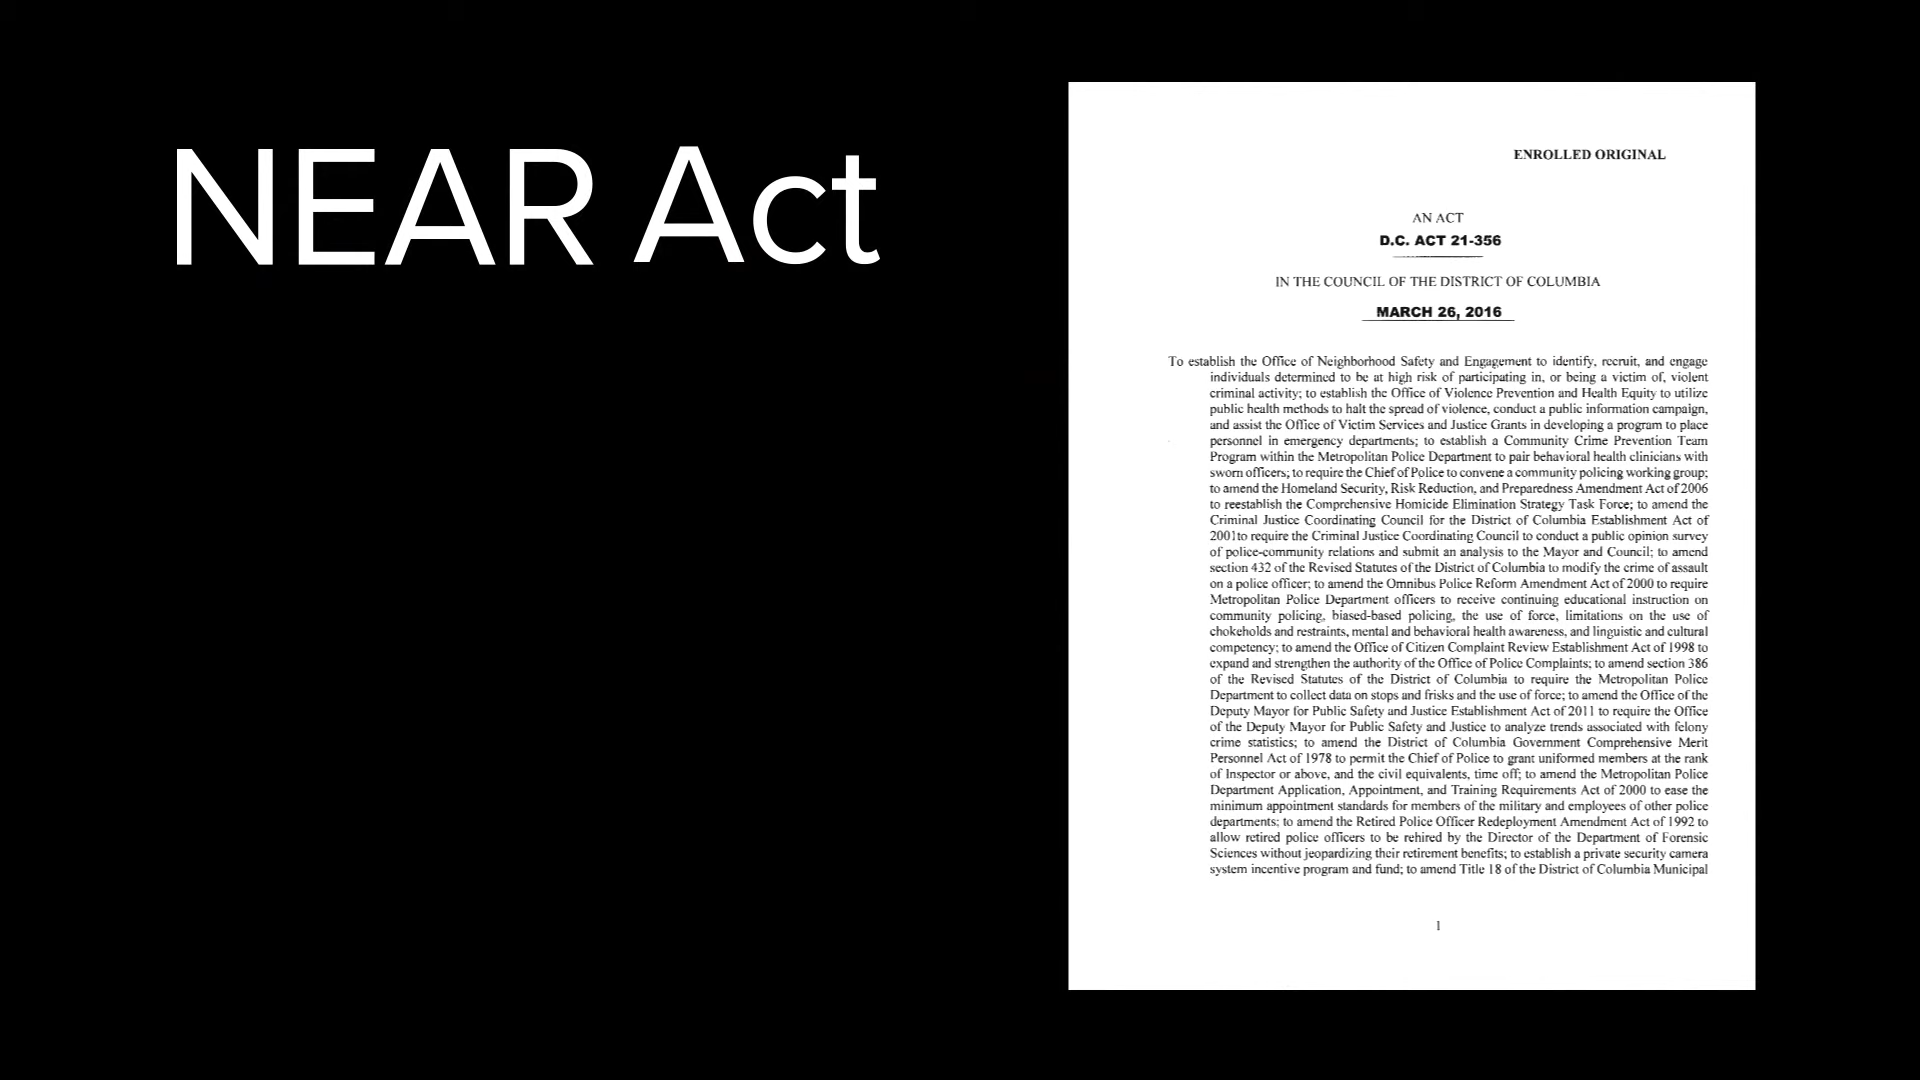 NEAR Act
ENROLLED ORIGINAL
AN ACT
D.C. ACT 21-356
IN THE COUNCIL OF THE DISTRICT OF COLUMBIA
MARCH 26, 2016
To establish the Office of Neighborhood Safety and Engagement to identify, recruit, and engage
individuals determined to be at high risk of participating in, or being a victim of, violent
criminal activity; to establish the Office of Violence Prevention and Health Equity to utilize
public health methods to halt the spread of violence, conduct a public information campaign,
and assist the Office of Victim Services and Justice Grants in developing a program to place
personnel in emergency departments; to establish a Community Crime Prevention Team
Program within the Metropolitan Police Department to pair behavioral health clinicians with
sworn officers; to require the Chief of Police to convene a community policing working group;
to amend the Homeland Security, Risk Reduction, and Preparedness Amendment Act of 2006
to reestablish the Comprehensive Homicide Elimination Strategy Task Force; to amend the
Criminal Justice Coordinating Council for the District of Columbia Establishment Act of
2001to require the Criminal Justice Coordinating Council to conduct a public opinion survey
of police-community relations and submit an analysis to the Mayor and Council; to amend
section 432 of the Revised Statutes of the District of Columbia to modify the crime of assault
on a police officer; to amend the Omnibus Police Reform Amendment Act of 2000 to require
Metropolitan Police Department officers to receive continuing educational instruction on
community policing, biased-based policing, the use of force, limitations on the use of
chokeholds and restraints, mental and behavioral health awareness, and linguistic and cultural
competency; to amend the Office of Citizen Complaint Review Establishment Act of 1998 to
expand and strengthen the authority of the Office of Police Complaints; to amend section 386
of the Revised Statutes of the District of Columbia to require the Metropolitan Police
Department to collect data on stops and frisks and the use of force; to amend the Office of the
Deputy Mayor for Public Safety and Justice Establishment Act of 2011 to require the Office
of the Deputy Mayor for Public Safety and Justice to analyze trends associated with felony
crime statistics; to amend the District of Columbia Government Comprehensive Merit
Personnel Act of 1978 to permit the Chief of Police to grant uniformed members at the rank
of Inspector or above, and the civil equivalents, time off; to amend the Metropolitan Police
Department Application, Appointment, and Training Requirements Act of 2000 to ease the
minimum appointment standards for members of the military and employees of other police
departments; to amend the Retired Police Officer Redeployment Amendment Act of 1992 to
allow retired police officers to be rehired by the Director of the Department of Forensic
Sciences without jeopardizing their retirement benefits; to establish a private security camera
system incentive program and fund; to amend Title 18 of the District of Columbia Municipal
1